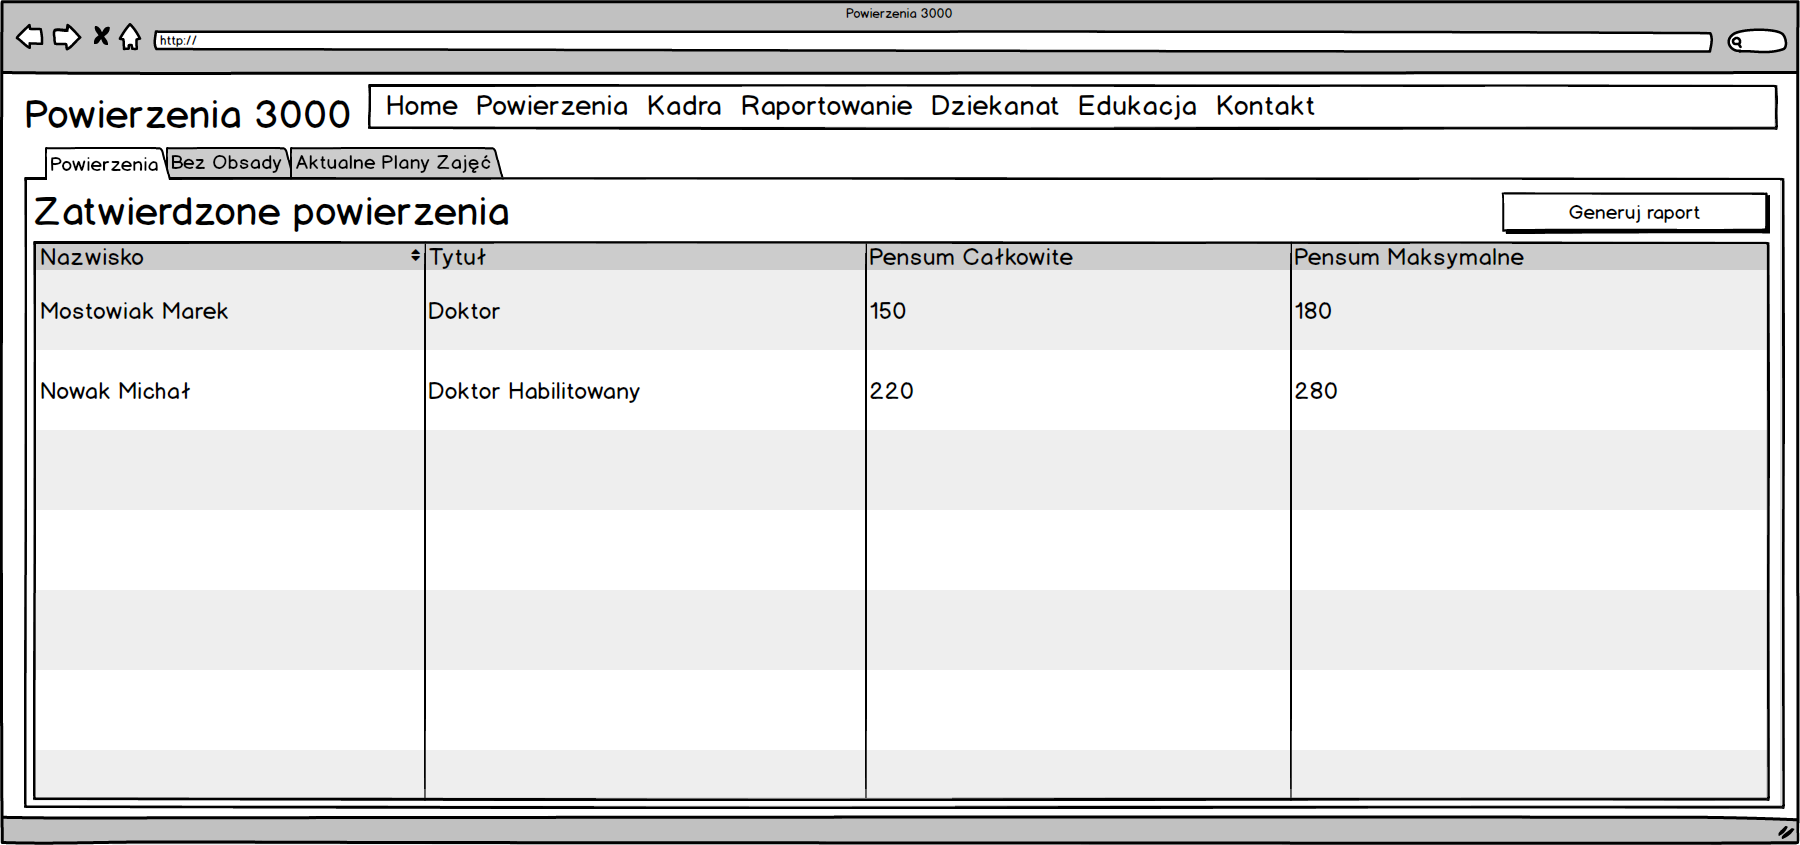 Powierzenia 3000
http://
Powierzenia 3000
Home Powierzenia Kadra Raportowanie Dziekanat Edukacja Kontakt
Powierzenia Bez Obsady Aktualne Plany Zajęć
Zatwierdzone powierzenia
Generuj raport
Nazwisko Tytuł Pensum Całkowite Pensum Maksymalne
Mostowiak Marek Doktor 150 180
Nowak Michał Doktor Habilitowany 220 280